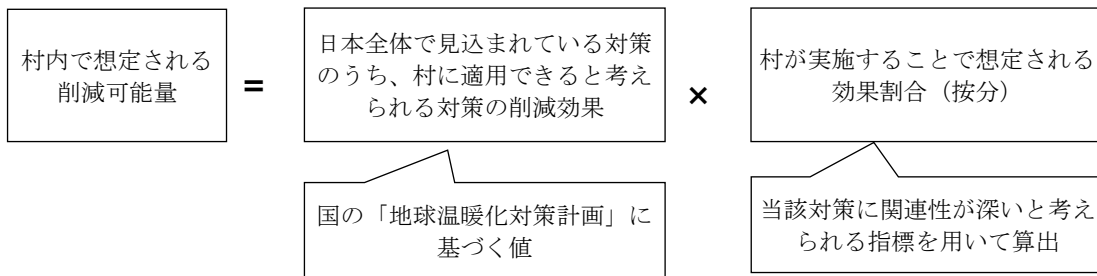 村内で想定される
削減可能量
=
日本全体で見込まれている対策
のうち、村に適用できると考え
られる対策の削減効果
×
村が実施することで想定される
効果割合（按分）
国の「地球温暖化対策計画」に
基づく値
当該対策に関連性が深いと考え
られる指標を用いて算出